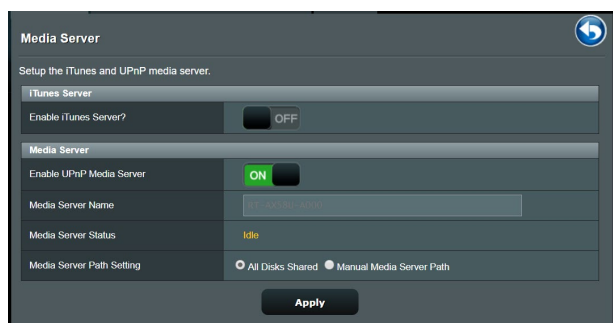 Media Server
Setup the iTunes and UPnP media server.
iTunes Server
Enable iTunes Server? OFF
Media Server
Enable UPnP Media Server ON
Media Server Name
Media Server Status Idle
Media Server Path Setting All Disks Shared Manual Media Server Path
Apply